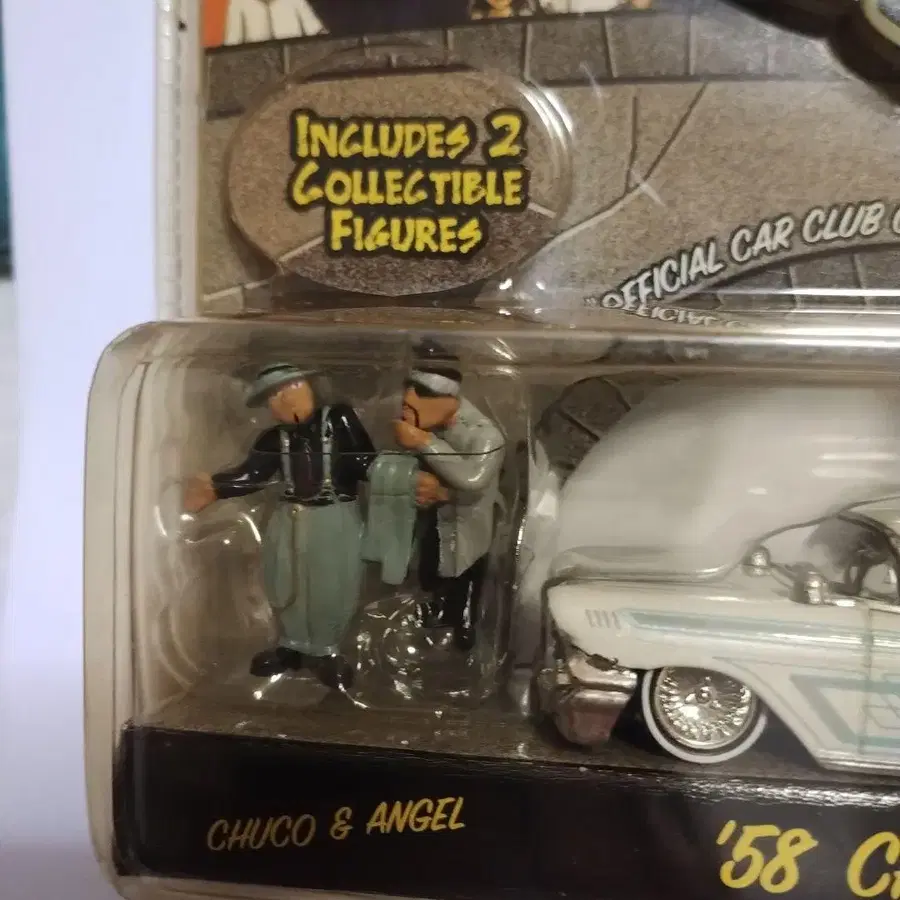 INCLUDES 2
COLLECTIBLE
FIGURES
OFFICIAL CAR CLUB
CHUCO & ANGEL
'58